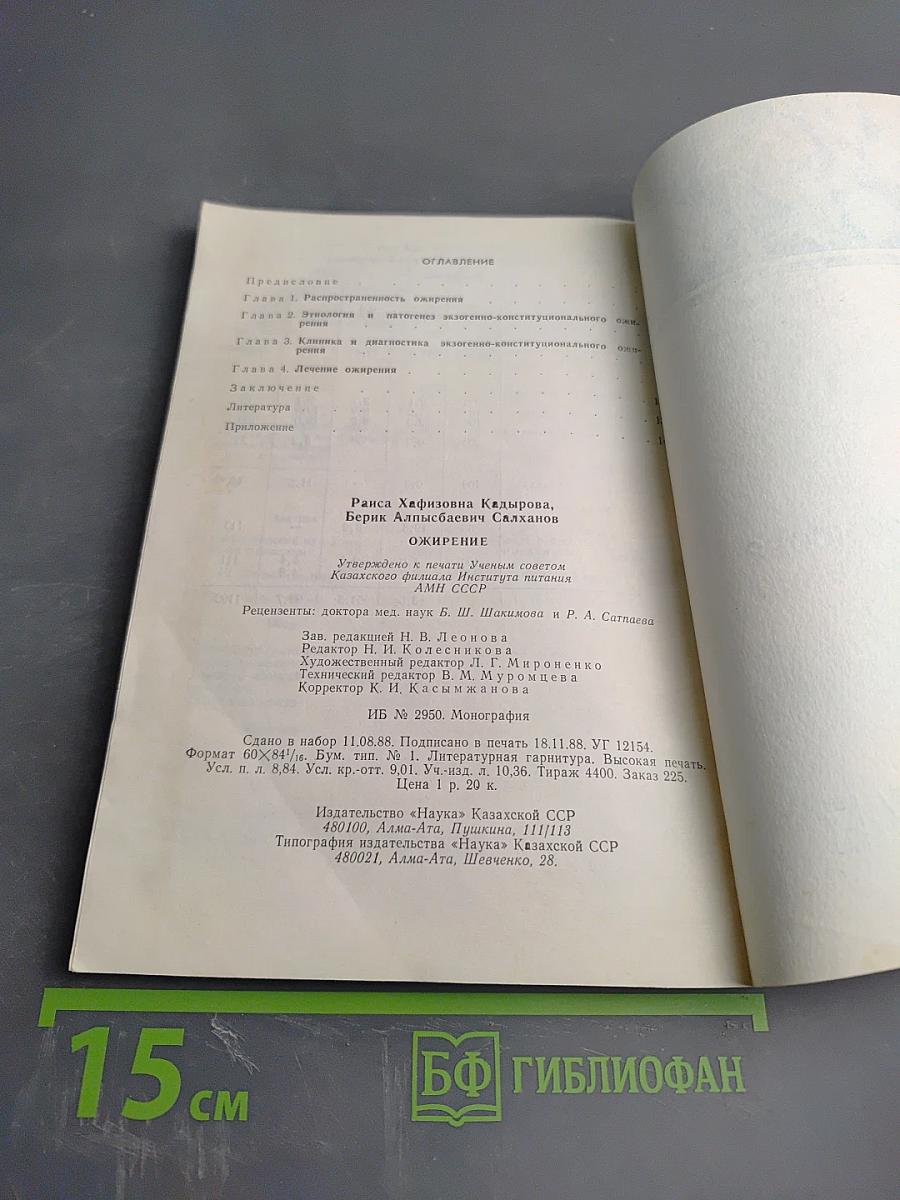 ОГЛАВЛЕНИЕ
Предисловие
Глава 1. Распространенность ожирения
Глава 2. Этиология и патогенез экзогенно-конституционального ожи-
рения
Глава 3. Клиника и диагностика экзогенно-конституционального ожи-
рения
Глава 4. Лечение ожирения
Заключение
Литература
Приложение
Раиса Хафизовна Кадырова,
Берик Алпысбаевич Салханов
ОЖИРЕНИЕ
Утверждено к печати Ученым советом
Казахского филиала Института питания
АМН СССР
Рецензенты: доктора мед. наук Б. Ш. Шакимова и Р. А. Сатпаева
Зав. редакцией Н. В. Леонова
Редактор Н. И. Колесникова
Художественный редактор Л. Г. Мироненко
Технический редактор В. М. Муромцева
Корректор К. И. Касымжанова
ИБ № 2950. Монография
Сдано в набор 11.08.88. Подписано в печать 18.11.88. УГ 12154.
Формат 60×84¹/₁₆. Бум. тип. № 1. Литературная гарнитура. Высокая печать.
Усл. п. л. 8,84. Усл. кр.-отт. 9,01. Уч.-изд. л. 10,36. Тираж 4400. Заказ 225.
Цена 1 р. 20 к.
Издательство «Наука» Казахской ССР
480100, Алма-Ата, Пушкина, 111/113
Типография издательства «Наука» Казахской ССР
480021, Алма-Ата, Шевченко, 28.
15 см
БФ ГИБЛИОФАН